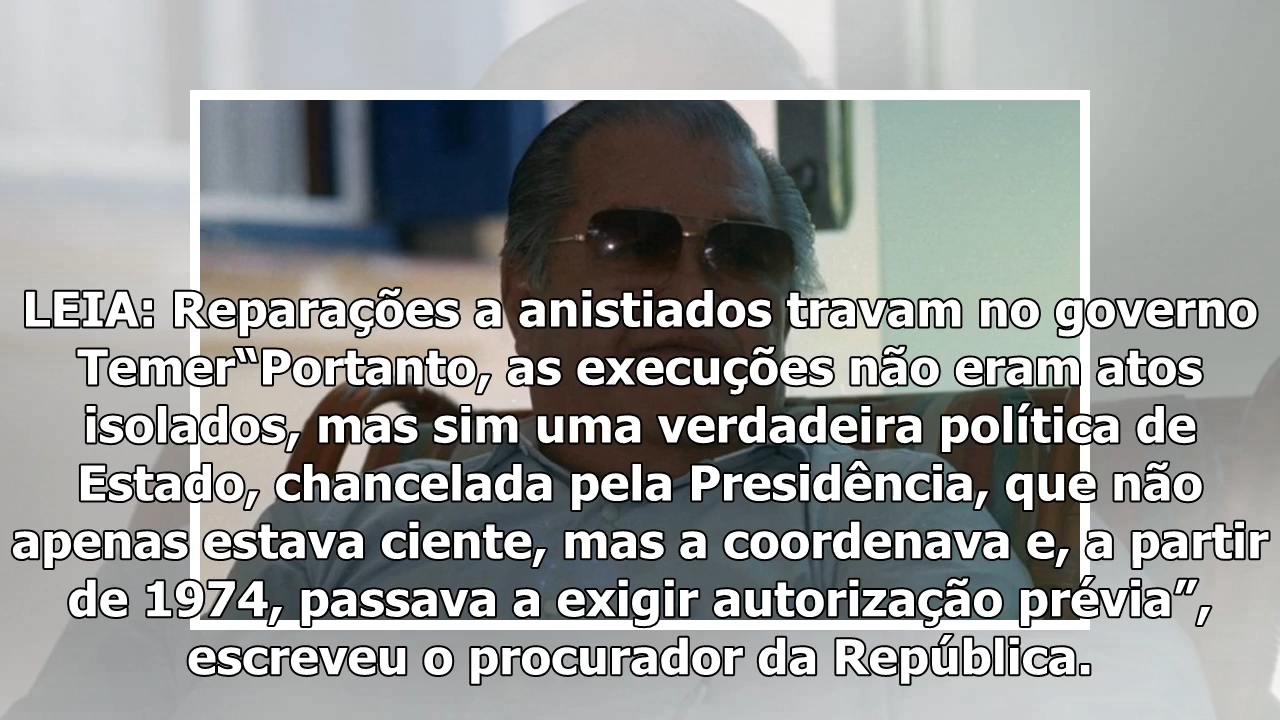 LEIA: Reparações a anistiados travam no governo
Temer“Portanto, as execuções não eram atos
isolados, mas sim uma verdadeira política de
Estado, chancelada pela Presidência, que não
apenas estava ciente, mas a coordenava e, a partir
de 1974, passava a exigir autorização prévia”,
escreveu o procurador da República.